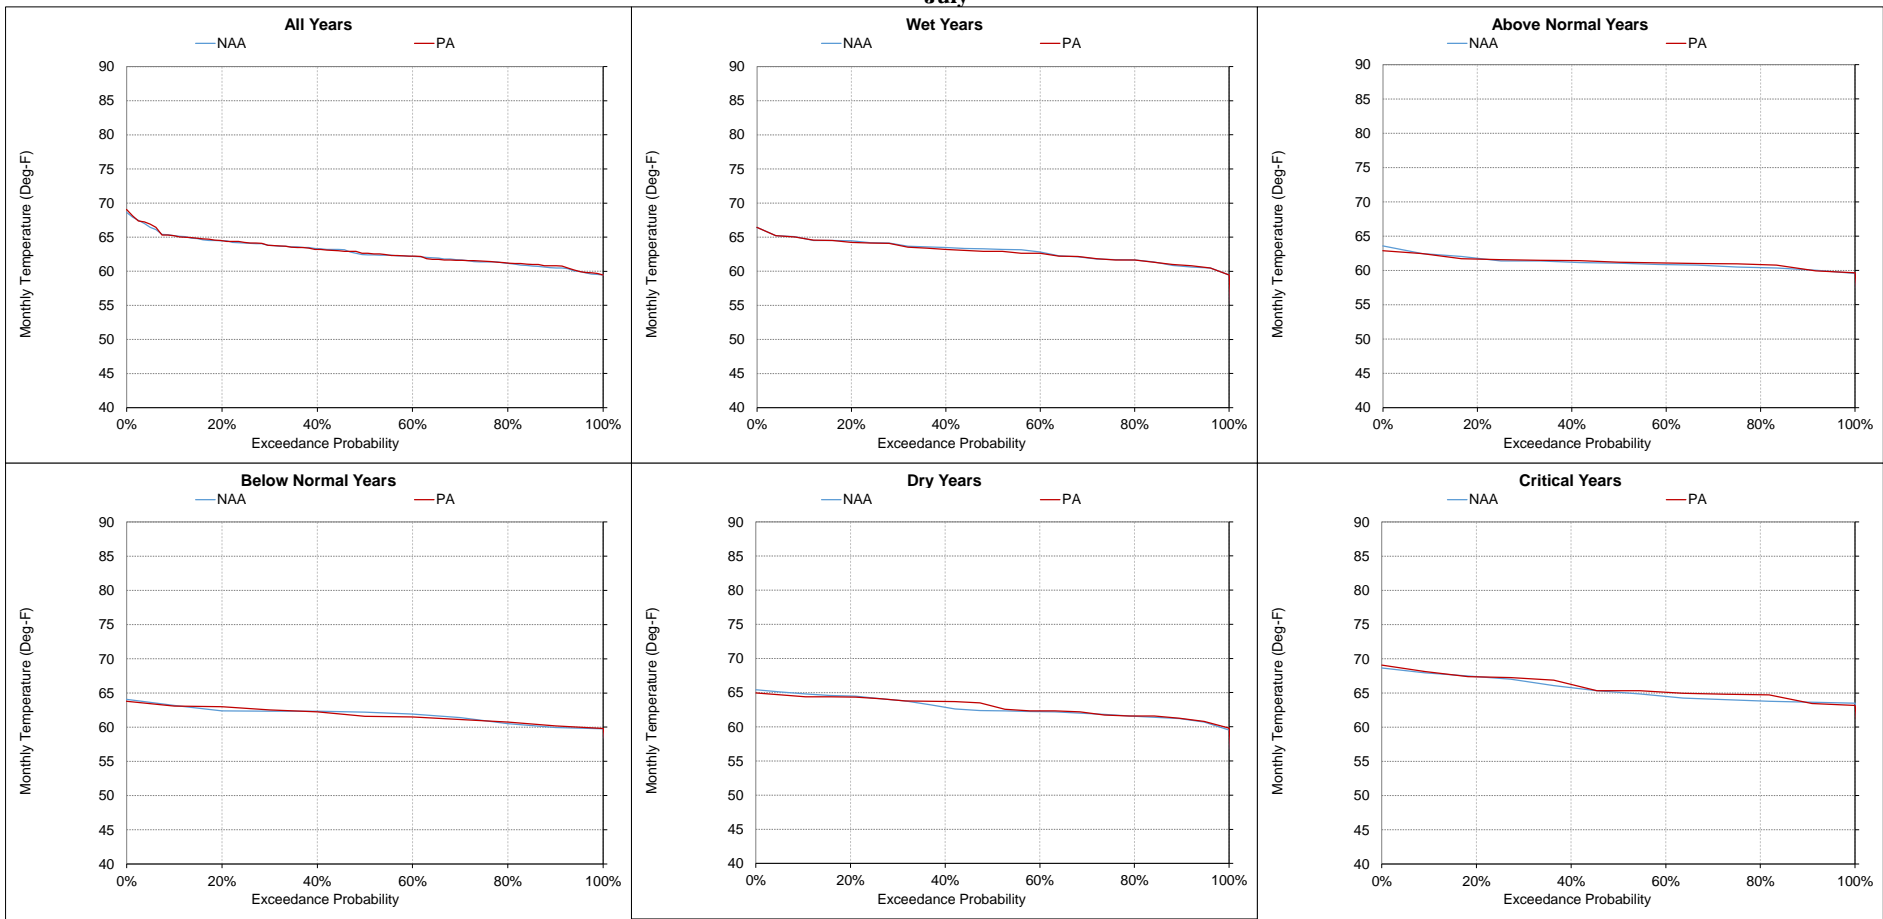 July
All Years
NAA PA
90
85
80
75
70
65
60
55
50
45
40
Monthly Temperature (Deg-F)
0% 20% 40% 60% 80% 100%
Exceedance Probability
Wet Years
NAA PA
90
85
80
75
70
65
60
55
50
45
40
Monthly Temperature (Deg-F)
0% 20% 40% 60% 80% 100%
Exceedance Probability
Above Normal Years
NAA PA
90
85
80
75
70
65
60
55
50
45
40
Monthly Temperature (Deg-F)
0% 20% 40% 60% 80% 100%
Exceedance Probability
Below Normal Years
NAA PA
90
85
80
75
70
65
60
55
50
45
40
Monthly Temperature (Deg-F)
0% 20% 40% 60% 80% 100%
Exceedance Probability
Dry Years
NAA PA
90
85
80
75
70
65
60
55
50
45
40
Monthly Temperature (Deg-F)
0% 20% 40% 60% 80% 100%
Exceedance Probability
Critical Years
NAA PA
90
85
80
75
70
65
60
55
50
45
40
Monthly Temperature (Deg-F)
0% 20% 40% 60% 80% 100%
Exceedance Probability